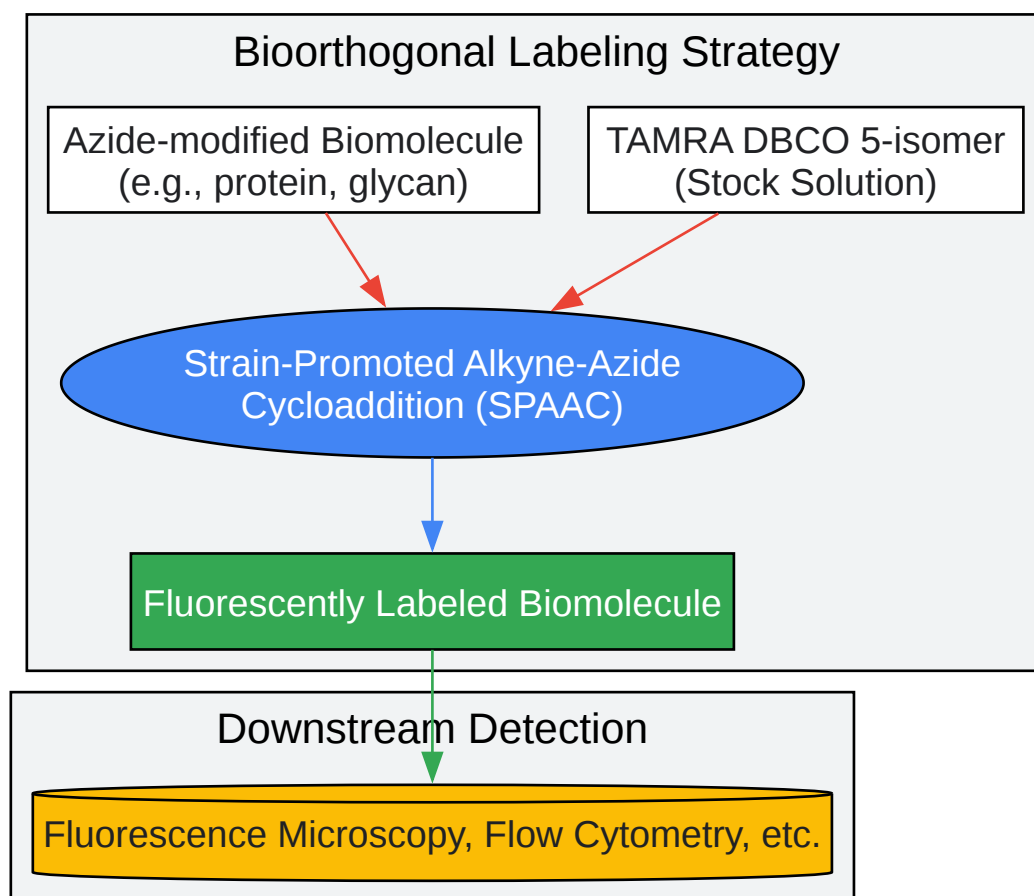 Bioorthogonal Labeling Strategy
Azide-modified Biomolecule
(e.g., protein, glycan)
TAMRA DBCO 5-isomer
(Stock Solution)
Strain-Promoted Alkyne-Azide
Cycloaddition (SPAAC)
Fluorescently Labeled Biomolecule
Downstream Detection
Fluorescence Microscopy, Flow Cytometry, etc.